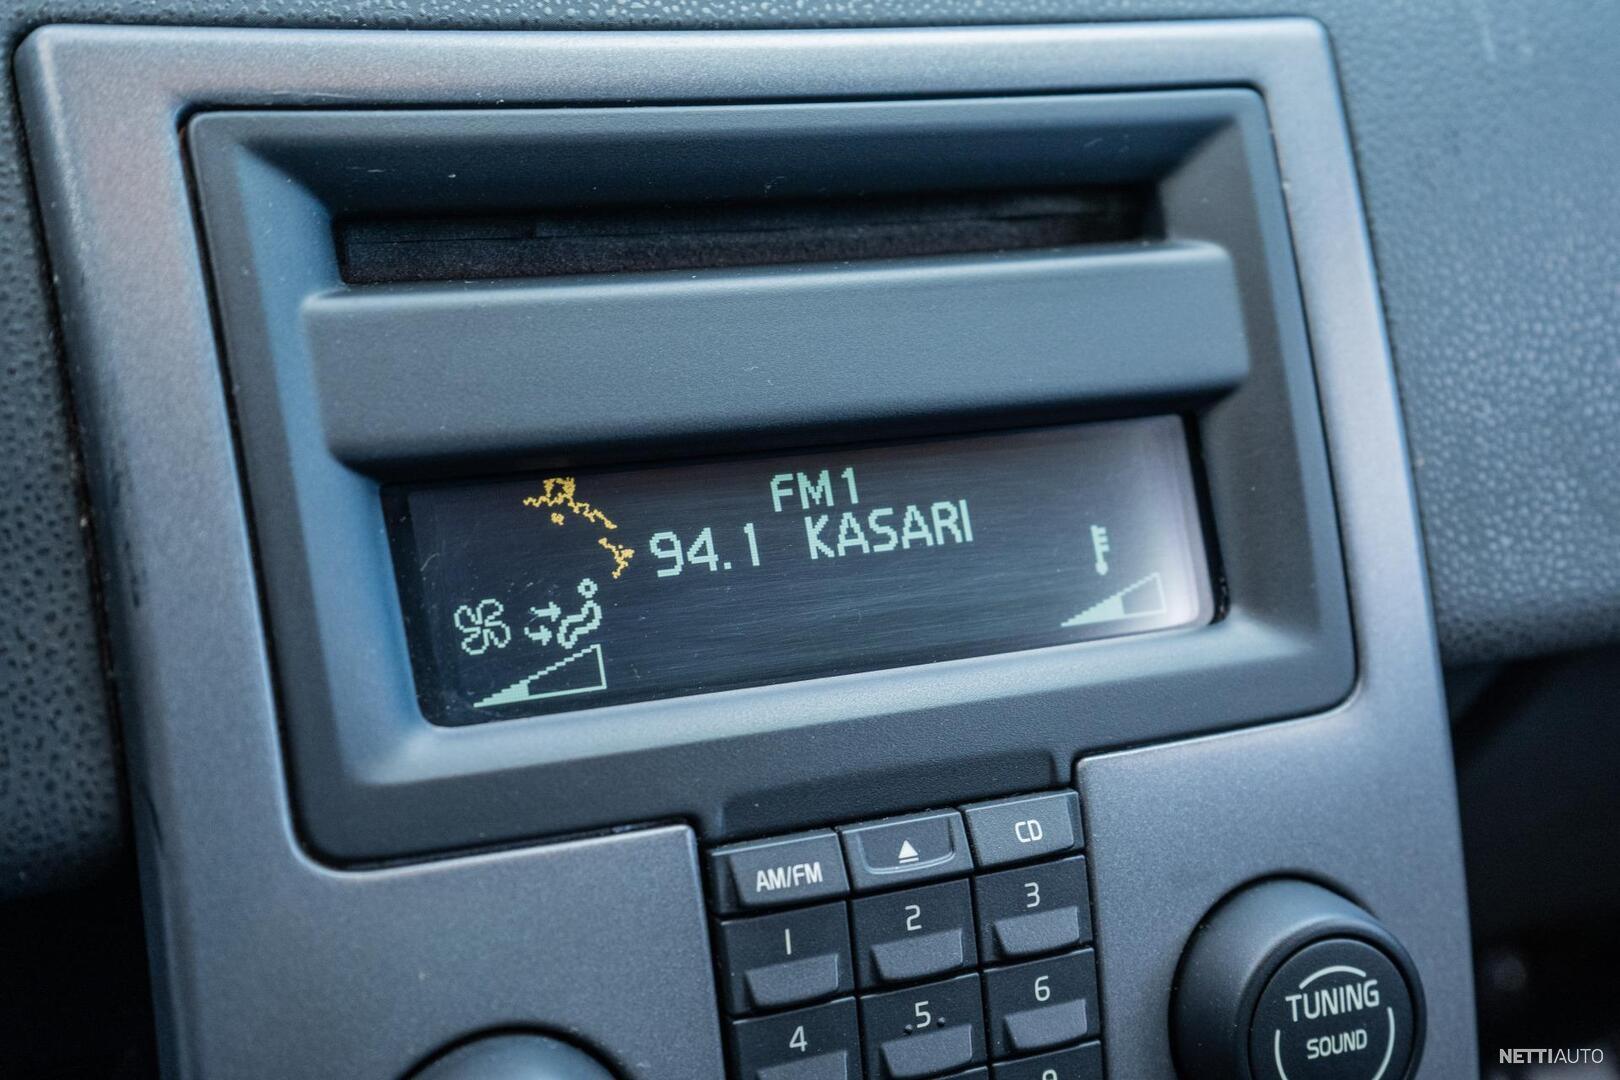 FM1
94.1 KASARI
AM/FM
CD
1
2
3
4
5
6
TUNING
SOUND
NETTIAUTO